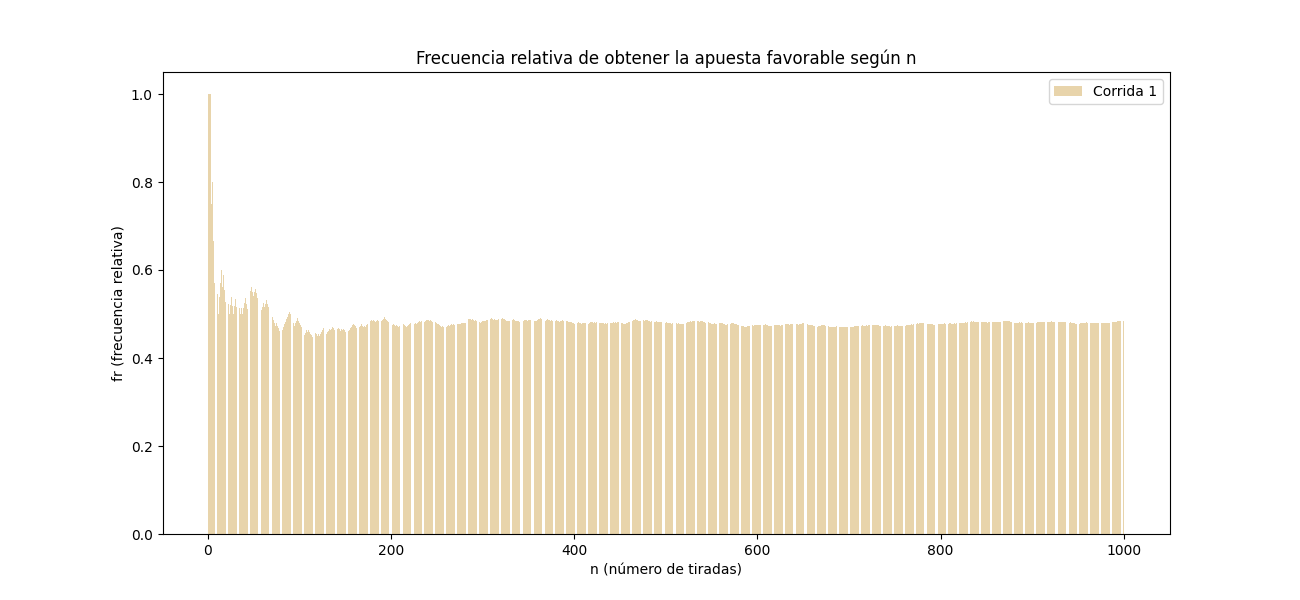 Frecuencia relativa de obtener la apuesta favorable según n
Corrida 1
1.0
0.8
0.6
0.4
0.2
0.0
fr (frecuencia relativa)
0 200 400 600 800 1000
n (número de tiradas)